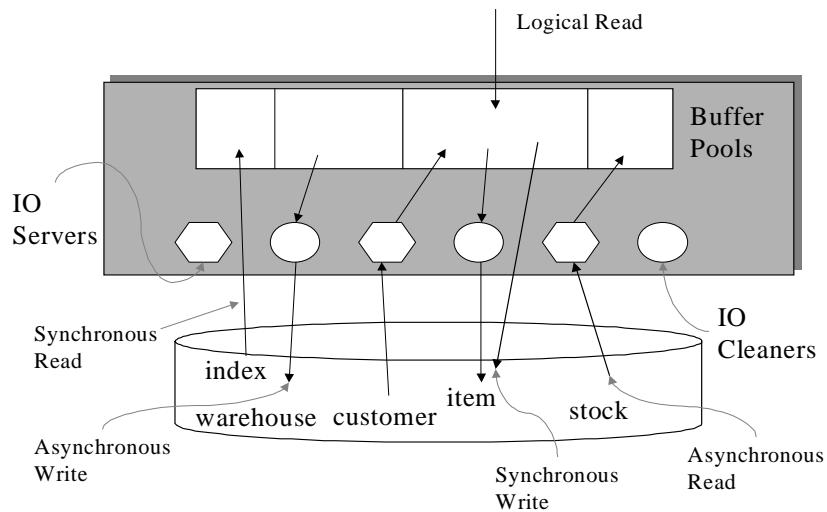 Logical Read
Buffer
Pools
IO
Servers
Synchronous
Read
IO
Cleaners
index
warehouse
customer
item
stock
Asynchronous
Write
Synchronous
Write
Asynchronous
Read